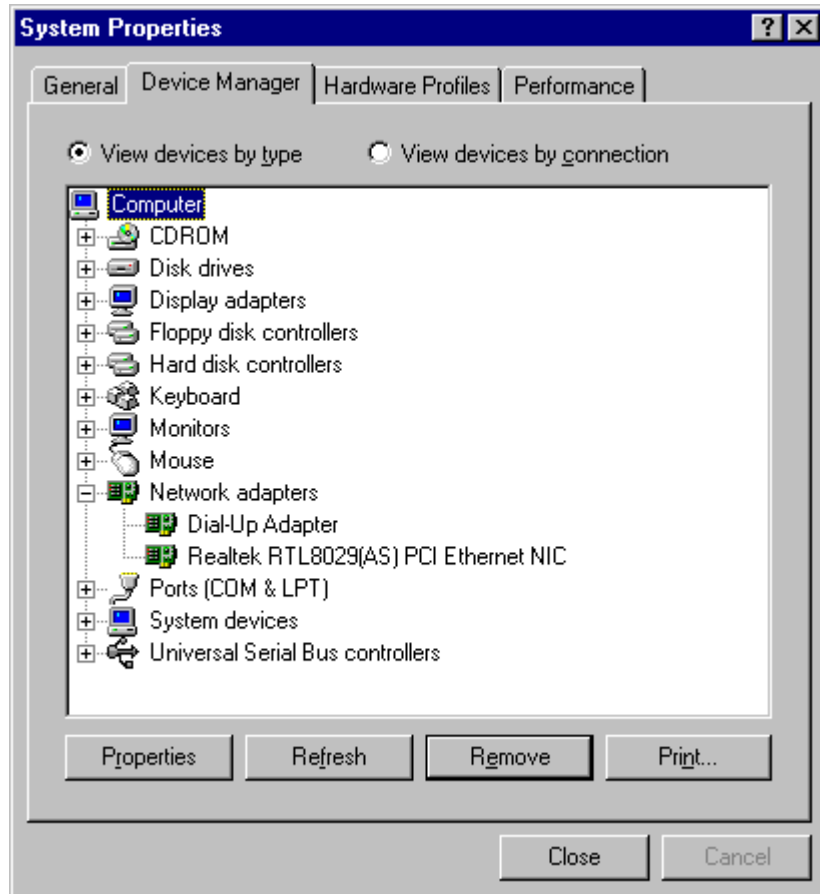 System Properties
General Device Manager Hardware Profiles Performance
View devices by type View devices by connection
Computer
CDROM
Disk drives
Display adapters
Floppy disk controllers
Hard disk controllers
Keyboard
Monitors
Mouse
Network adapters
Dial-Up Adapter
Realtek RTL8029(AS) PCI Ethernet NIC
Ports (COM & LPT)
System devices
Universal Serial Bus controllers
Properties Refresh Remove Print...
Close Cancel